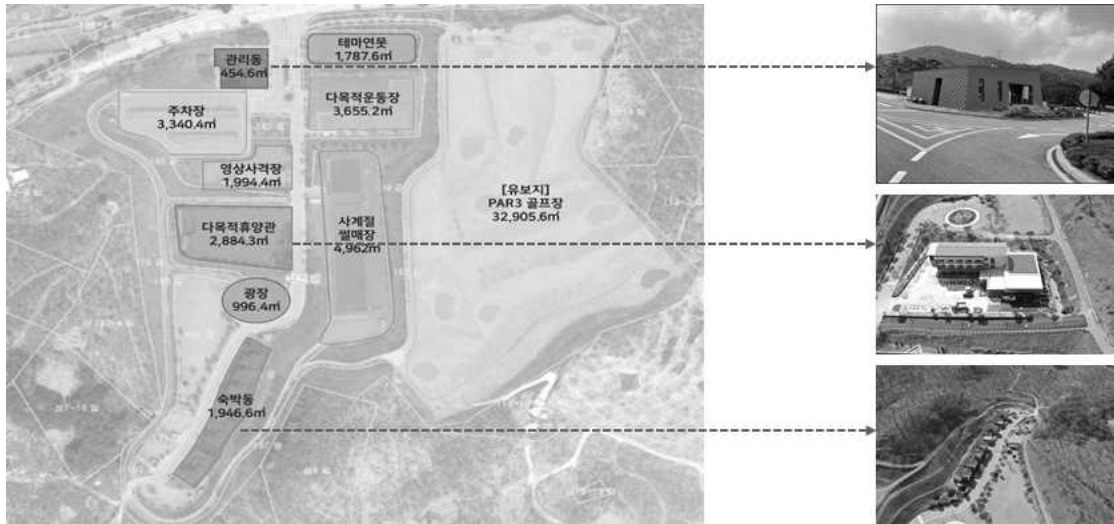 테마연못
1,787.6㎡
관리동
454.6㎡
다목적운동장
3,655.2㎡
주차장
3,340.4㎡
영상사격장
1,994.4㎡
[유보지]
PAR3 골프장
32,905.6㎡
사계절
썰매장
4,962㎡
다목적휴양관
2,884.3㎡
광장
996.4㎡
숙박동
1,946.6㎡